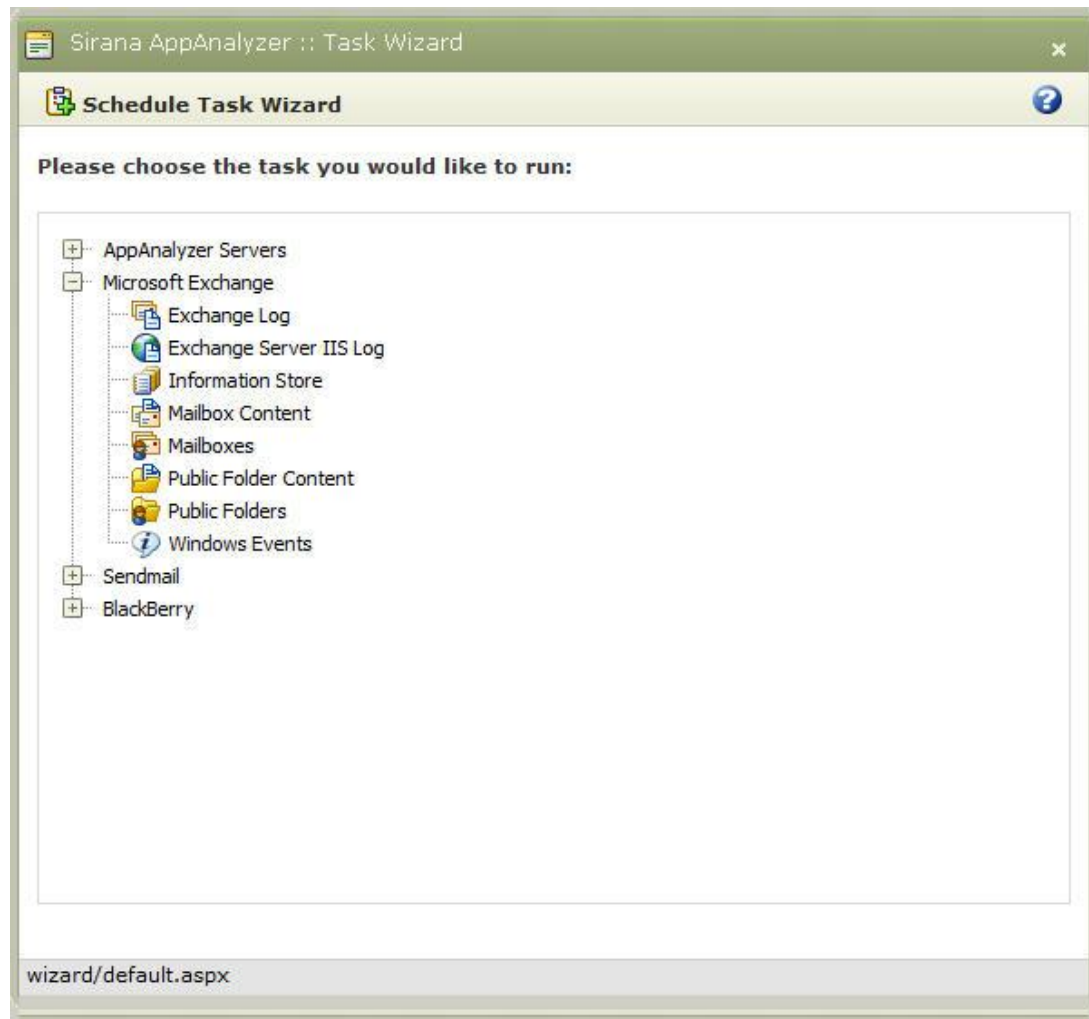 Sirana AppAnalyzer :: Task Wizard
Schedule Task Wizard
Please choose the task you would like to run:
AppAnalyzer Servers
Microsoft Exchange
Exchange Log
Exchange Server IIS Log
Information Store
Mailbox Content
Mailboxes
Public Folder Content
Public Folders
Windows Events
Sendmail
BlackBerry
wizard/default.aspx